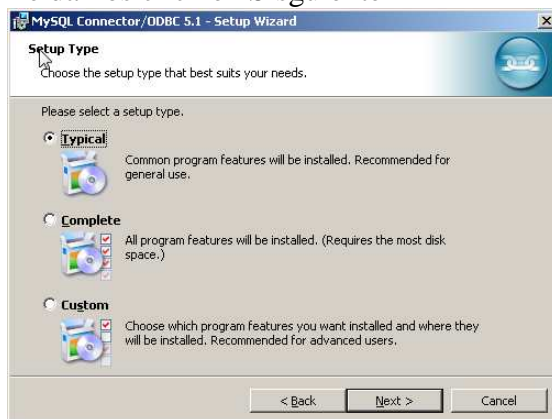 MySQL Connector/ODBC 5.1 - Setup Wizard
Setup Type
Choose the setup type that best suits your needs.
Please select a setup type.
Typical
Common program features will be installed. Recommended for
general use.
Complete
All program features will be installed. (Requires the most disk
space.)
Custom
Choose which program features you want installed and where they
will be installed. Recommended for advanced users.
< Back Next > Cancel